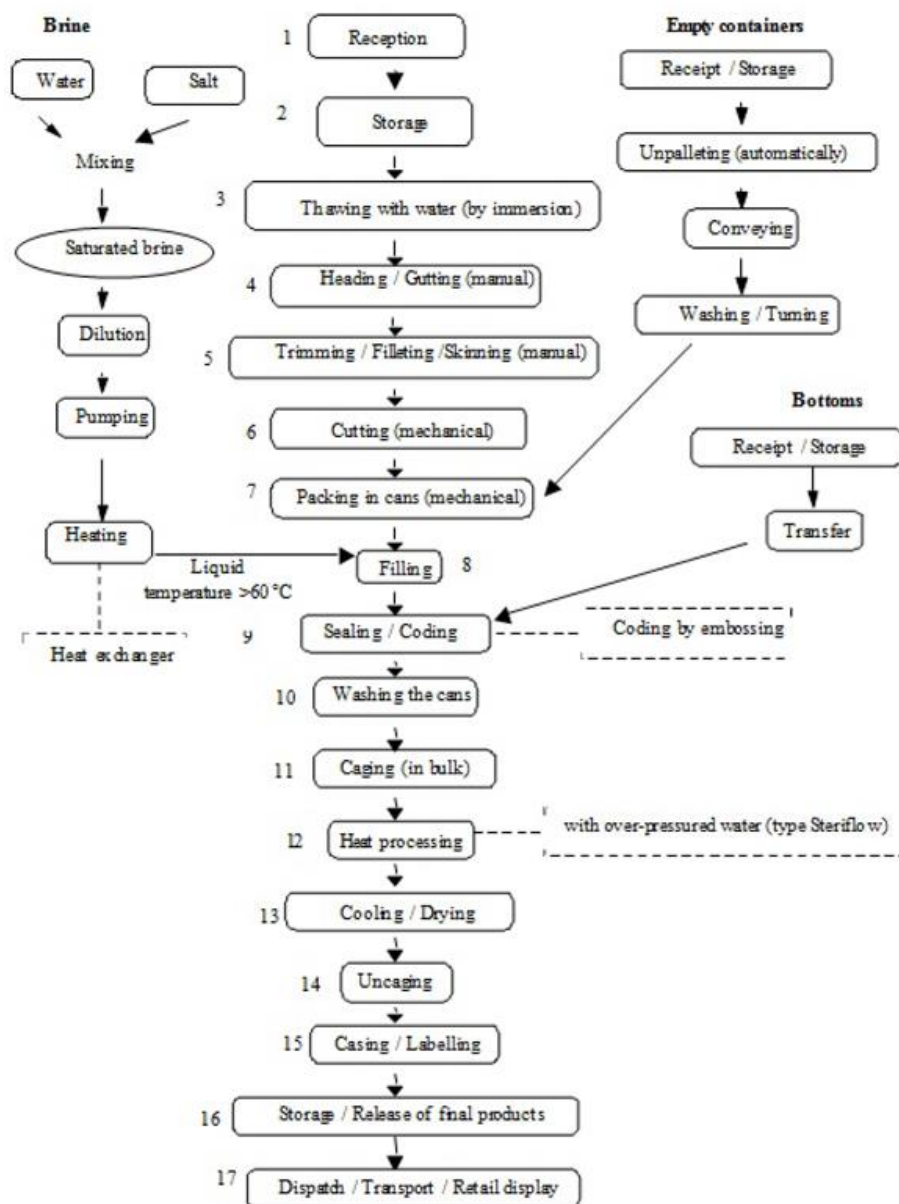 Brine
Water
Salt
Mixing
Saturated brine
Dilution
Pumping
Heating
Liquid
temperature >60 °C
Heat exchanger
1 Reception
2 Storage
3 Thawing with water (by immersion)
4 Heading / Gutting (manual)
5 Trimming / Filleting /Skinning (manual)
6 Cutting (mechanical)
7 Packing in cans (mechanical)
Filling 8
9 Sealing / Coding
Coding by embossing
10 Washing the cans
11 Caging (in bulk)
12 Heat processing
with over-pressured water (type Steriflow)
13 Cooling / Drying
14 Uncaging
15 Casing / Labelling
16 Storage / Release of final products
17 Dispatch / Transport / Retail display
Empty containers
Receipt / Storage
Unpalleting (automatically)
Conveying
Washing / Turning
Bottoms
Receipt / Storage
Transfer